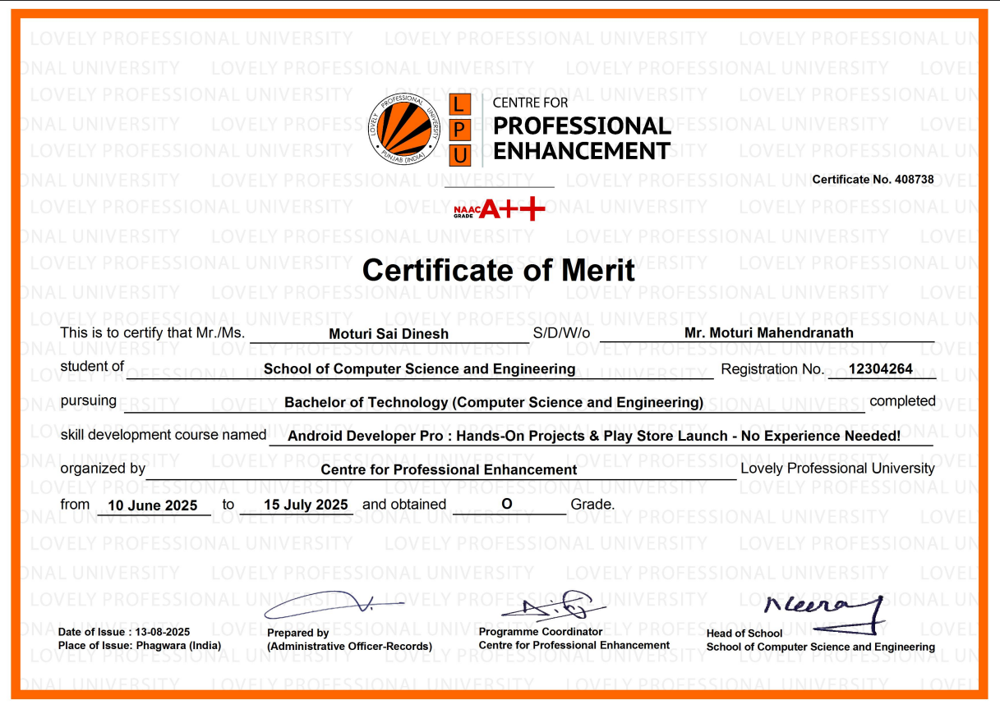 LOVELY PROFESSIONAL UNIVERSITY
PUNJAB (INDIA)
L
P
U
CENTRE FOR
PROFESSIONAL
ENHANCEMENT
Certificate No. 408738
NAAC
GRADE
A++
Certificate of Merit
This is to certify that Mr./Ms. Moturi Sai Dinesh S/D/W/o Mr. Moturi Mahendranath
student of School of Computer Science and Engineering Registration No. 12304264
pursuing Bachelor of Technology (Computer Science and Engineering) completed
skill development course named Android Developer Pro : Hands-On Projects & Play Store Launch - No Experience Needed!
organized by Centre for Professional Enhancement Lovely Professional University
from 10 June 2025 to 15 July 2025 and obtained O Grade.
Neeraj
Date of Issue : 13-08-2025
Place of Issue: Phagwara (India)
Prepared by
(Administrative Officer-Records)
Programme Coordinator
Centre for Professional Enhancement
Head of School
School of Computer Science and Engineering